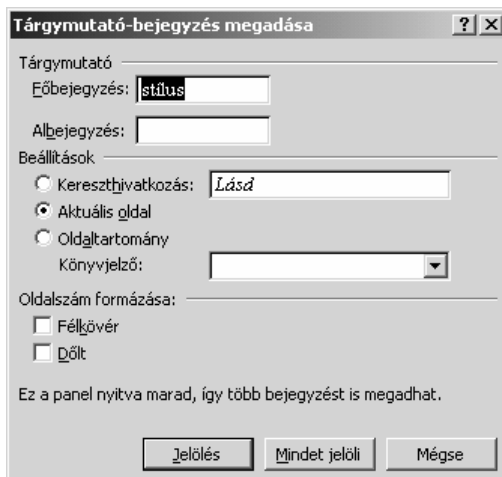 Tárgymutató-bejegyzés megadása
Tárgymutató
Főbejegyzés: stílus
Albejegyzés:
Beállítások
Kereszthivatkozás: Lásd
Aktuális oldal
Oldaltartomány
Könyvjelző:
Oldalszám formázása:
Félkövér
Dőlt
Ez a panel nyitva marad, így több bejegyzést is megadhat.
Jelölés Mindet jelöli Mégse